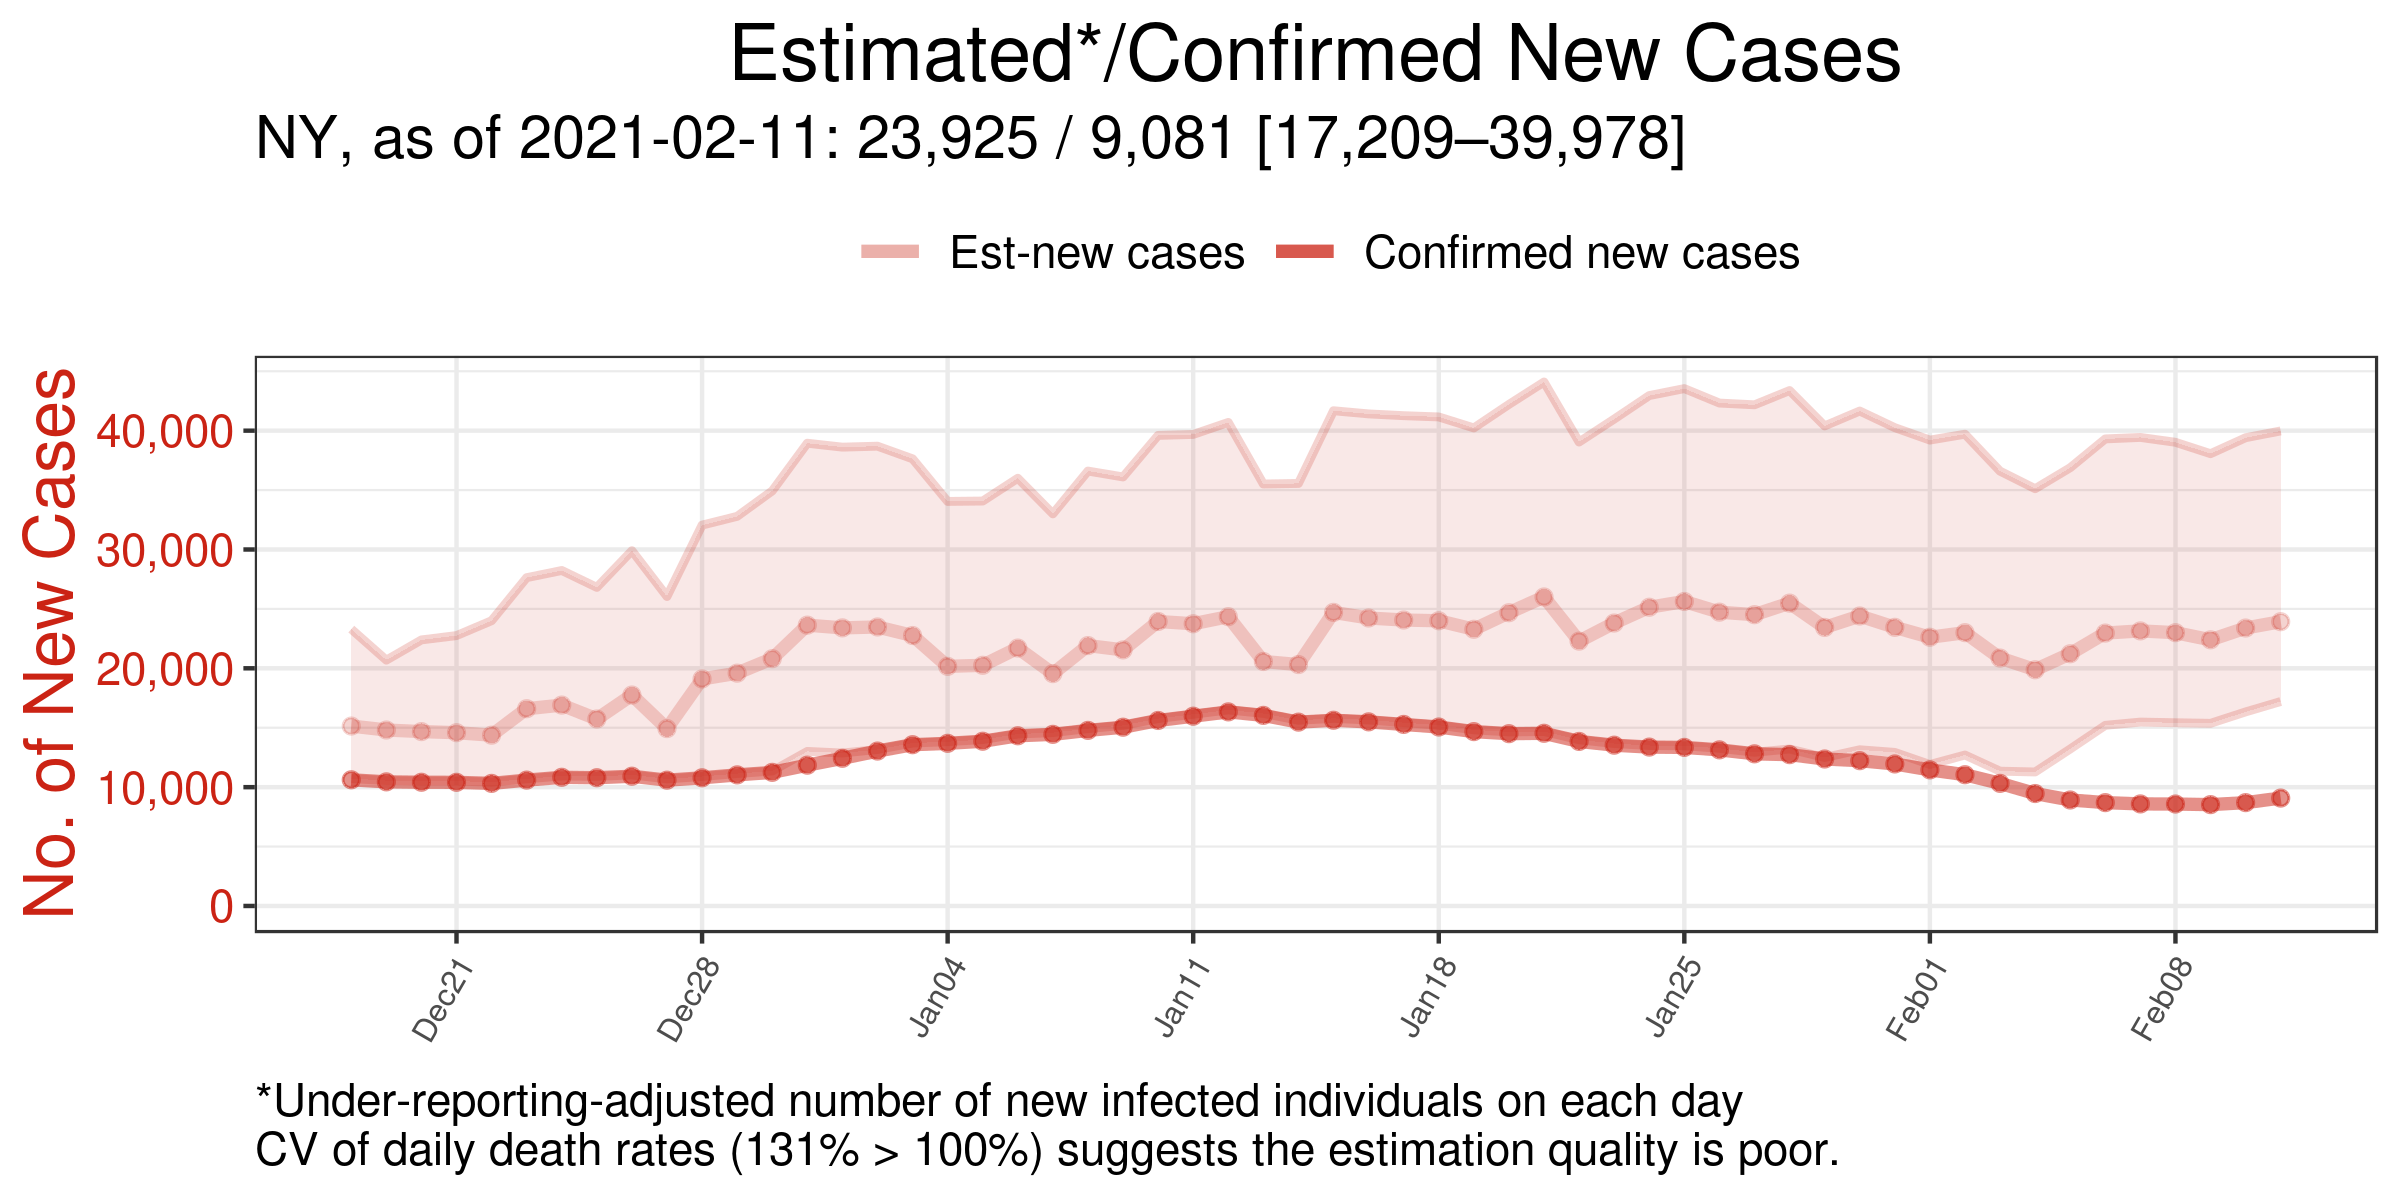 Estimated*/Confirmed New Cases
NY, as of 2021-02-11: 23,925 / 9,081 [17,209–39,978]
Est-new cases
Confirmed new cases
No. of New Cases
40,000
30,000
20,000
10,000
0
Dec21
Dec28
Jan04
Jan11
Jan18
Jan25
Feb01
Feb08
*Under-reporting-adjusted number of new infected individuals on each day
CV of daily death rates (131% > 100%) suggests the estimation quality is poor.